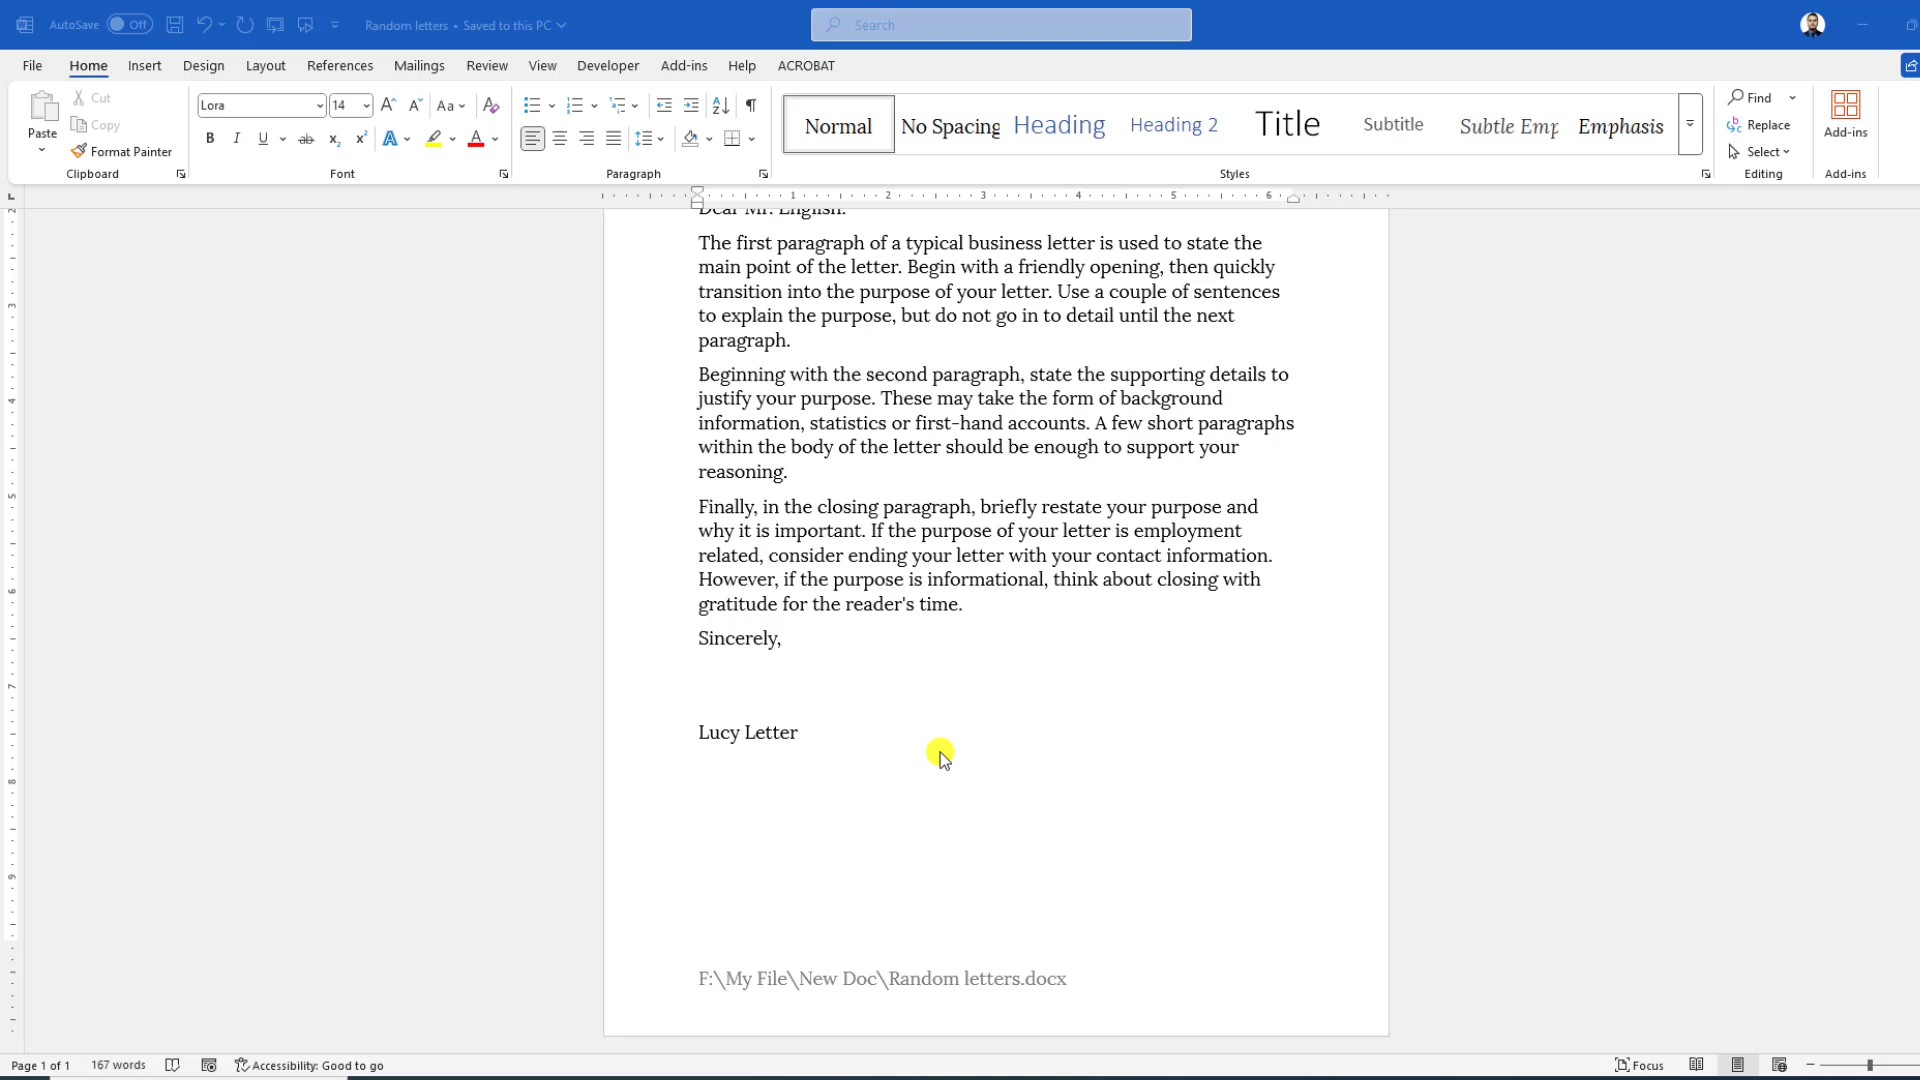 AutoSave Off Random letters • Saved to this PC Search
File Home Insert Design Layout References Mailings Review View Developer Add-ins Help ACROBAT
Paste
Cut
Copy
Format Painter
Clipboard
Lora 14
Font
Paragraph
Normal No Spacing Heading Heading 2 Title Subtitle Subtle Emp Emphasis
Styles
Find
Replace
Select
Editing
Add-ins
Add-ins
1 2 3 4 5 6
Dear Mr. English:
The first paragraph of a typical business letter is used to state the
main point of the letter. Begin with a friendly opening, then quickly
transition into the purpose of your letter. Use a couple of sentences
to explain the purpose, but do not go in to detail until the next
paragraph.
Beginning with the second paragraph, state the supporting details to
justify your purpose. These may take the form of background
information, statistics or first-hand accounts. A few short paragraphs
within the body of the letter should be enough to support your
reasoning.
Finally, in the closing paragraph, briefly restate your purpose and
why it is important. If the purpose of your letter is employment
related, consider ending your letter with your contact information.
However, if the purpose is informational, think about closing with
gratitude for the reader's time.
Sincerely,
Lucy Letter
F:\My File\New Doc\Random letters.docx
Page 1 of 1 167 words Accessibility: Good to go Focus